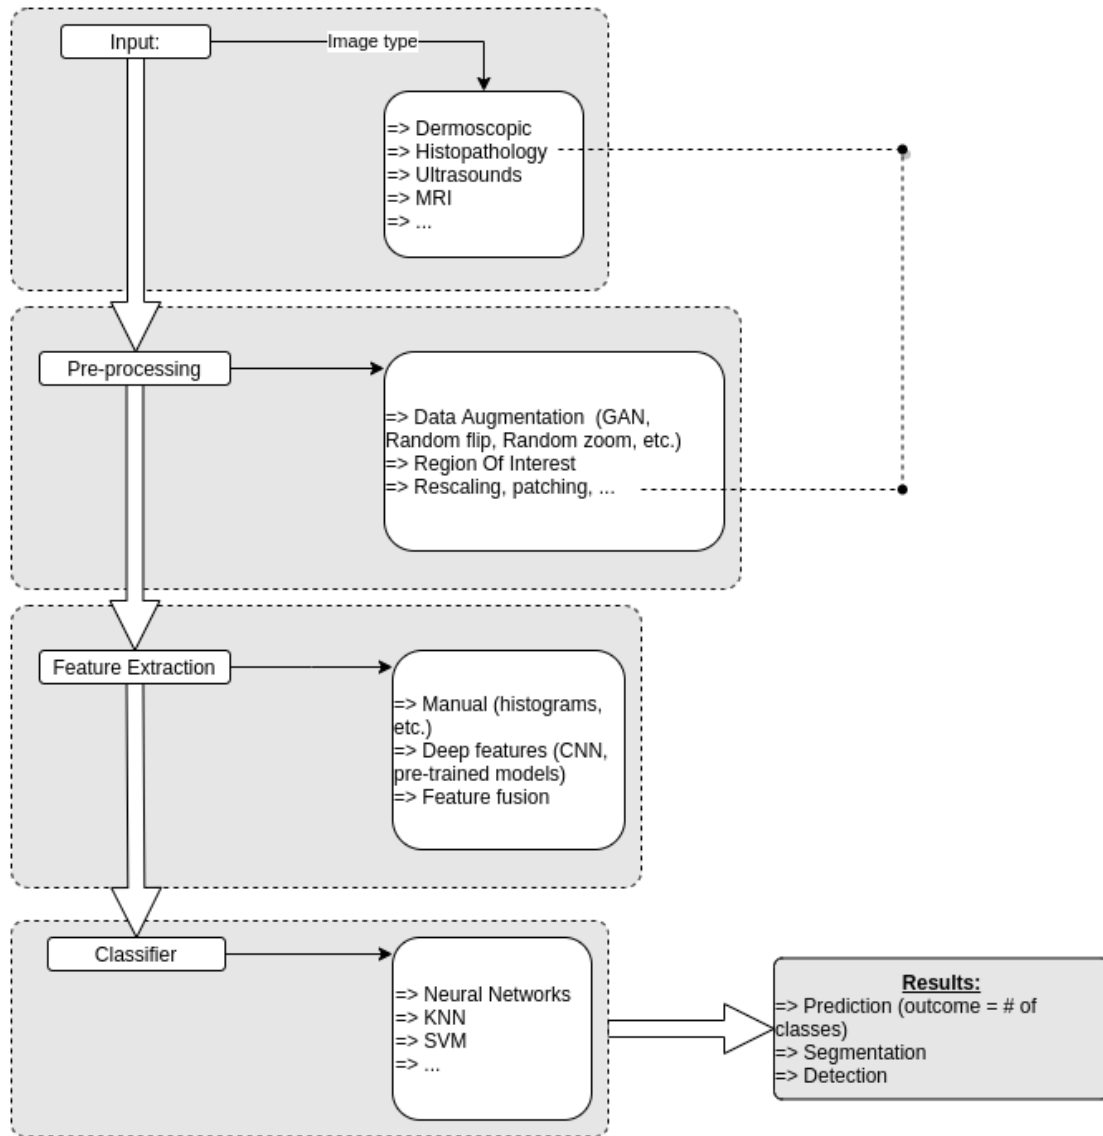 Input:
Image type
=> Dermoscopic
=> Histopathology
=> Ultrasounds
=> MRI
=> ...
Pre-processing
=> Data Augmentation  (GAN,
Random flip, Random zoom, etc.)
=> Region Of Interest
=> Rescaling, patching, ...
Feature Extraction
=> Manual (histograms,
etc.)
=> Deep features (CNN,
pre-trained models)
=> Feature fusion
Classifier
=> Neural Networks
=> KNN
=> SVM
=> ...
Results:
=> Prediction (outcome = # of
classes)
=> Segmentation
=> Detection